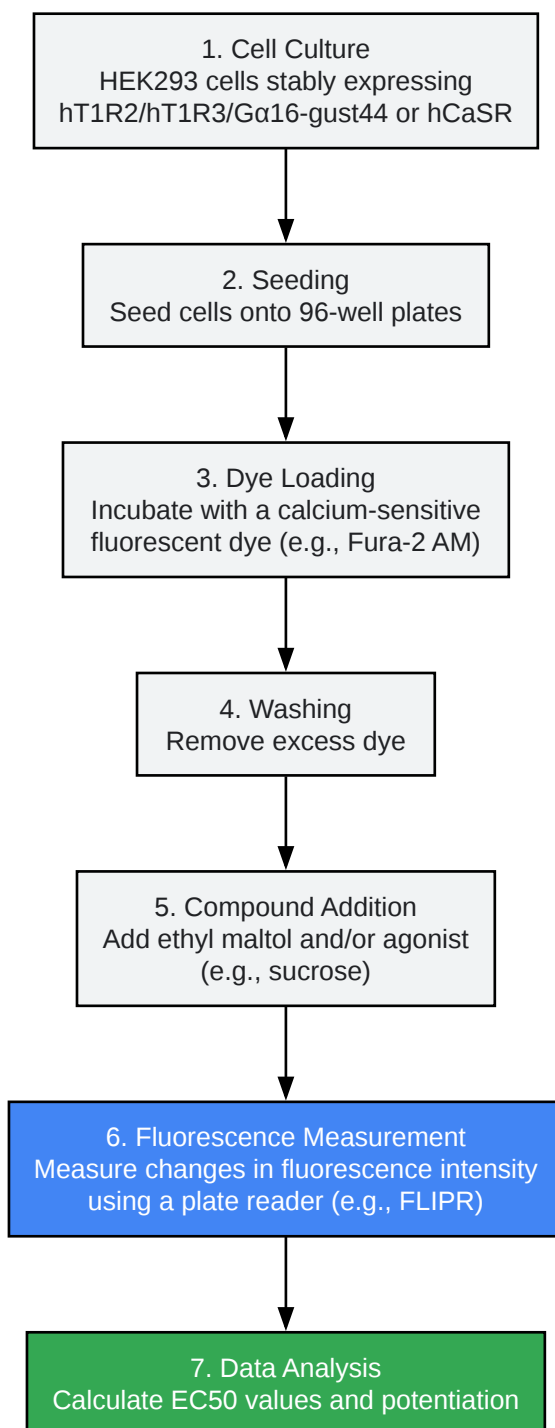 1. Cell Culture
HEK293 cells stably expressing
hT1R2/hT1R3/Gα16-gust44 or hCaSR
2. Seeding
Seed cells onto 96-well plates
3. Dye Loading
Incubate with a calcium-sensitive
fluorescent dye (e.g., Fura-2 AM)
4. Washing
Remove excess dye
5. Compound Addition
Add ethyl maltol and/or agonist
(e.g., sucrose)
6. Fluorescence Measurement
Measure changes in fluorescence intensity
using a plate reader (e.g., FLIPR)
7. Data Analysis
Calculate EC50 values and potentiation